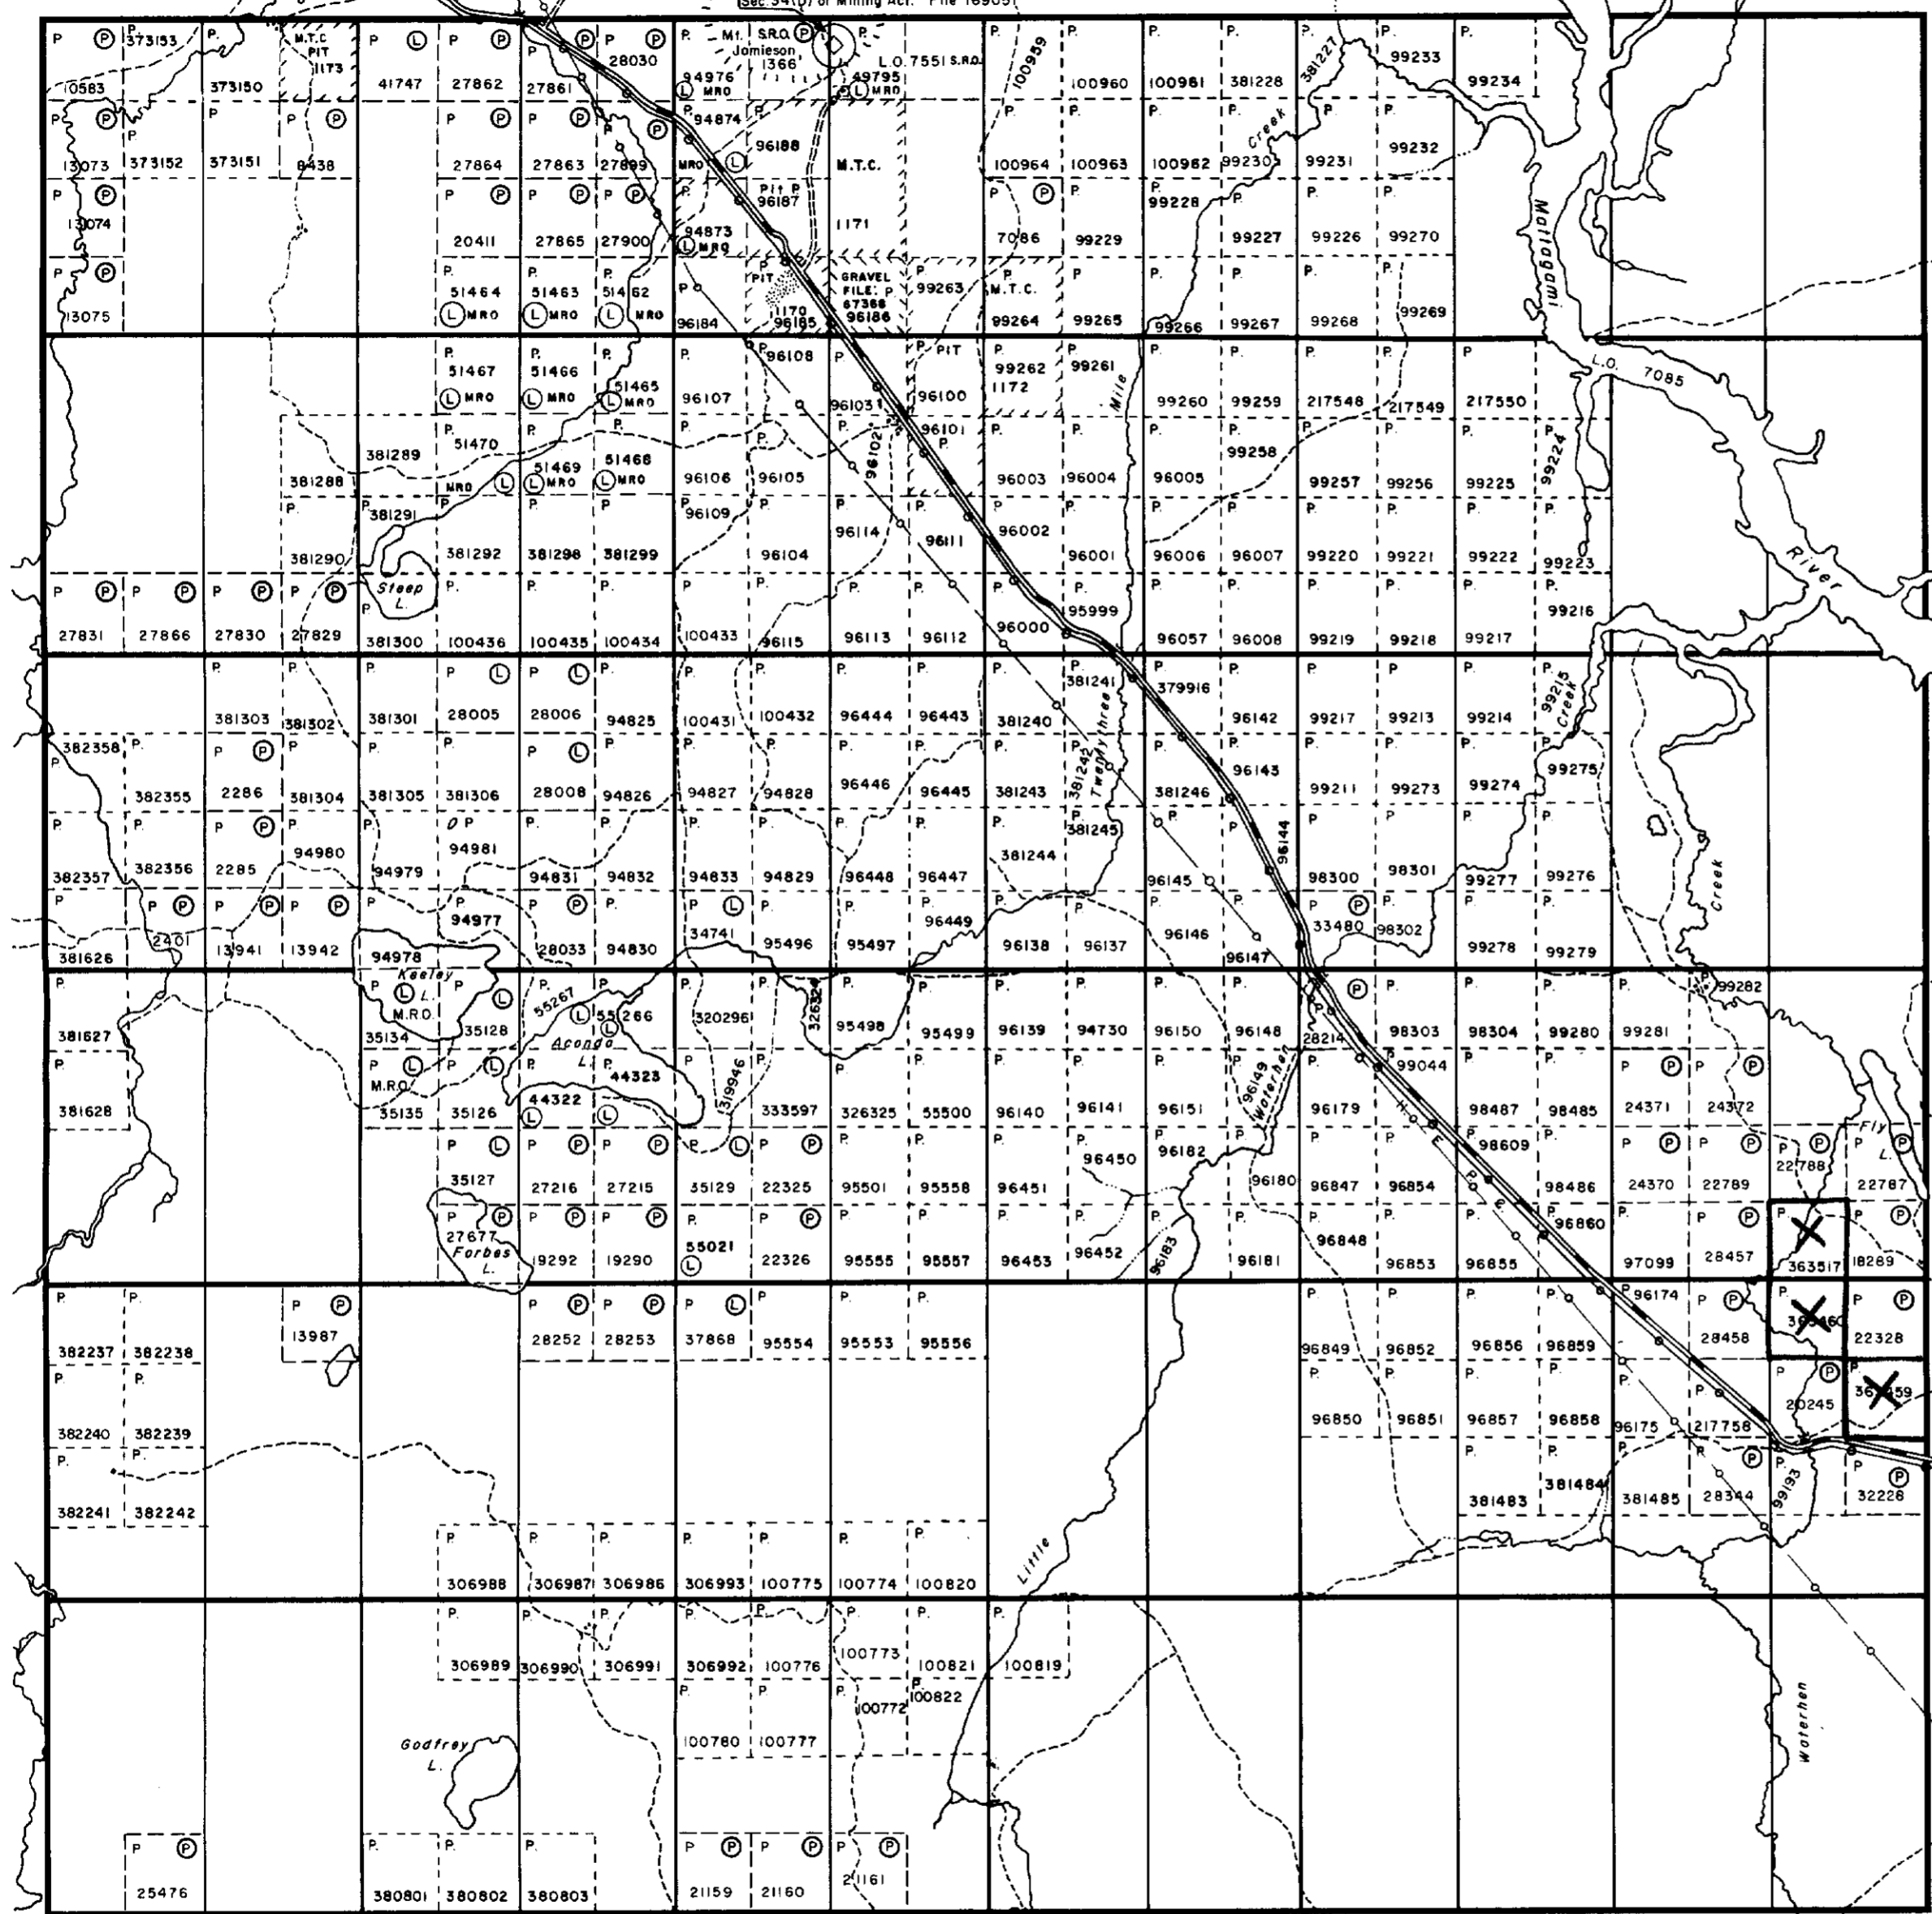 Sec. 34(b) of Mining Act. File 169051
P Ⓟ P. 373153 P. M.T.C PIT 1173 P Ⓛ P Ⓟ P Ⓟ Ⓟ 28030 P. Mt. Jamieson 1366 S.R.O. Ⓟ P. L.O. 7551 S.R.O. P. 100959 P. P. P. 381227 P. 99233 P.
10583 373150 41747 27862 27861 94976 Ⓛ MRO 49795 Ⓛ MRO 100960 100981 381228 99234
P Ⓟ P P P Ⓟ P Ⓟ P Ⓟ P Ⓟ P. 94874 P. 96188 P. P. P. Creek P. P. 99232
13073 373152 373151 8438 27864 27863 27899 MRO Ⓛ M.T.C. 100964 100963 100962 99230 99231
P Ⓟ P Ⓟ P Ⓟ P Ⓟ P. Pit P 96187 P Ⓟ P. P. 99228 P. P. P.
13074 20411 27865 27900 94873 Ⓛ MRO 1171 7086 99229 99227 99226 99270 Mattagami
P Ⓟ P. 51464 P. 51463 P. 51462 P P PIT GRAVEL FILE: P 67366 P. 99263 P. M.T.C. P. P P. P. P.
13075 Ⓛ MRO Ⓛ MRO Ⓛ MRO 96184 1170 96185 96186 99264 99265 99266 99267 99268 99269
P. 51467 P. 51466 P. 51465 P. P. 96108 P. P. PIT P. 99262 1172 P. 99261 P. P. P. P. P L.O. 7085
Ⓛ MRO Ⓛ MRO Ⓛ MRO 96107 96103 96100 Mile 99260 99259 217548 217549 217550
381289 51470 P. P. P. P. 96102 96101 P. P. P. P. 99258 P. P. P. 99224
381288 MRO Ⓛ 51469 Ⓛ MRO 51468 Ⓛ MRO 96106 96105 96003 96004 96005 99257 99256 99225
P. P. 381291 P P P P. 96109 P. P. 96114 P. P. 96002 P. P. P. P. P. P. P.
381290 381292 381298 381299 96104 96111 96001 96006 96007 99220 99221 99222 99223 River
P Ⓟ P Ⓟ P Ⓟ P Ⓟ Steep L. P. P. P. P. P. P. P. P. 95999 P. P. P. P. P. 99216
27831 27866 27830 27829 381300 100436 100435 100434 100433 96115 96113 96112 96000 96057 96008 99219 99218 99217
P. P. P. P. Ⓛ P. Ⓛ P. P. P. P. P. P. P. 381241 P. 379916 P. P. P. P. P. 99215 Creek
381303 381302 381301 28005 28006 94825 100431 100432 96444 96443 381240 96142 99217 99213 99214
382358 P. P. P Ⓟ P P. P. P Ⓛ P. P. P. P. 96446 P. P. P. 381242 Twentythree P. P. 96143 P. P. P. P. 99275
382355 2286 381304 381305 381306 28008 94826 94827 94828 96445 381243 381246 99211 99273 99274
P. P. P Ⓟ P. 94980 P. P 94981 P. P. P. P. P. P. P. 381244 P. 381245 P. P. 96144 P P P. P.
382357 382356 2285 94979 94831 94832 94833 94829 96448 96447 96145 98300 98301 99277 99276 Creek
P P Ⓟ P Ⓟ P Ⓟ P P. 94977 P Ⓟ P. P Ⓛ 34741 P. P. P. 96449 P. P. P. P. P Ⓟ 33480 P. 98302 P. P.
381626 2401 13941 13942 94978 28033 94830 95496 95497 96138 96137 96146 96147 99278 99279
Keeley L.
P. P Ⓛ M.R.O. P Ⓛ P. 55267 P. Ⓛ P. 320296 326324 P. P. P. P. P. P. P Ⓟ P. P. P. P. P. 99282
381627 35134 35128 55266 Ⓛ 95498 95499 96139 94730 96150 96148 28214 98303 98304 99280 99281
Acondo L.
P. P Ⓛ M.R.O. P Ⓛ P. P. 44323 P. 319946 P. P P. P. P. P. P. 96149 Waterhen P. P. 99044 P. P. P Ⓟ P Ⓟ
381628 35135 35126 44322 Ⓛ Ⓛ 333597 326325 55500 96140 96141 96151 96179 98487 98485 24371 24372
P Ⓛ P Ⓟ P Ⓟ P Ⓛ P Ⓟ P. P. P. P. 96450 P. 96182 P. P. P. P. 98609 P. P Ⓟ P Ⓟ P Ⓟ 22788 P Fly L. Ⓟ
35127 27216 27215 35129 22325 95501 95558 96451 96180 96847 96854 98486 24370 22789 22787
H. E. P. E.
P Ⓟ 27677 Forbes L. P Ⓟ P Ⓟ P. 55021 P Ⓟ P. P. P. P. 96452 P. 96183 P. P. 96848 P. P. P. 96860 P. P Ⓟ P. P Ⓟ
19292 19290 Ⓛ 22326 95555 95557 96453 96181 96853 96855 97099 28457 363517 18289
P. P. P Ⓟ P Ⓟ P Ⓟ P Ⓛ P P. P. P. P. P. P. P. 96174 P Ⓟ P. P Ⓟ
382237 382238 13987 28252 28253 37868 95554 95553 95556 96849 96852 96856 96859 28458 22328
P. P. P. P. P. P. P. P. P Ⓟ P.
382240 382239 96850 96851 96857 96858 96175 217758 20245
P. P. P. P. P. P. Ⓟ P. 99193 P Ⓟ
382241 382242 381483 381484 381485 28344 32228
P. P. P. P. P. P. P. Little
306988 306987 306986 306993 100775 100774 100820
P. P. P. P. P. P. 100773 P. P.
306989 306990 306991 306992 100776 100821 100819
P. P. P. 100772 P. 100822
100780 100777
Godfrey L. Waterhen
P Ⓟ P. P. P. P Ⓟ P Ⓟ P Ⓟ
25476 380801 380802 380803 21159 21160 21161